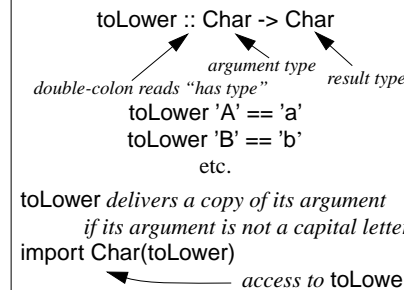 toLower :: Char -> Char
argument type
double-colon reads “has type”
result type
toLower ’A’ == ’a’
toLower ’B’ == ’b’
etc.
toLower delivers a copy of its argument
if its argument is not a capital letter
import Char(toLower)
access to toLowe